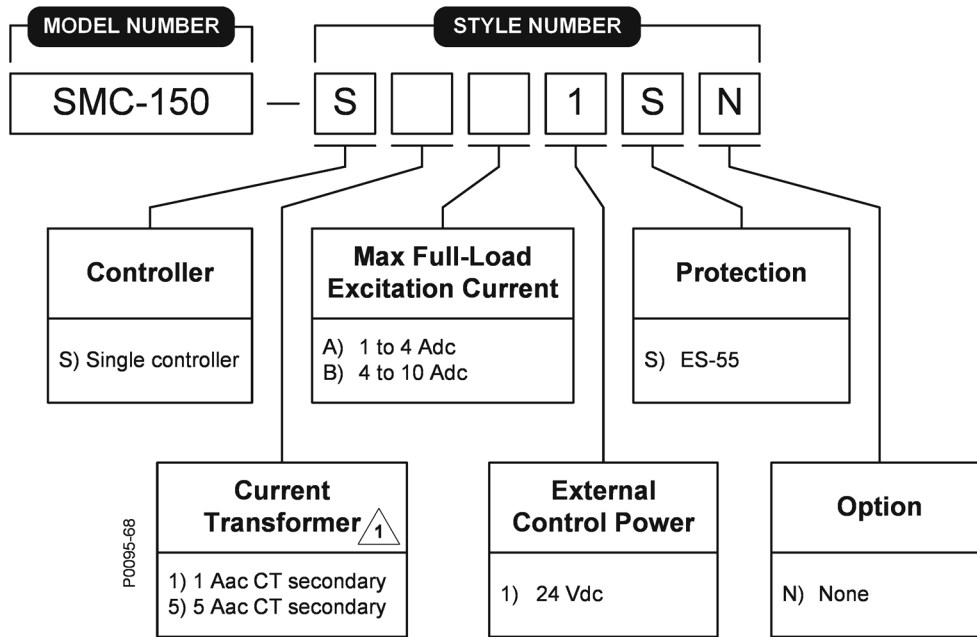 MODEL NUMBER
STYLE NUMBER
SMC-150 — S 1 S N
Controller
S) Single controller
Max Full-Load
Excitation Current
A) 1 to 4 Adc
B) 4 to 10 Adc
Protection
S) ES-55
Current
Transformer 1
1) 1 Aac CT secondary
5) 5 Aac CT secondary
External
Control Power
1) 24 Vdc
Option
N) None
P0095-68